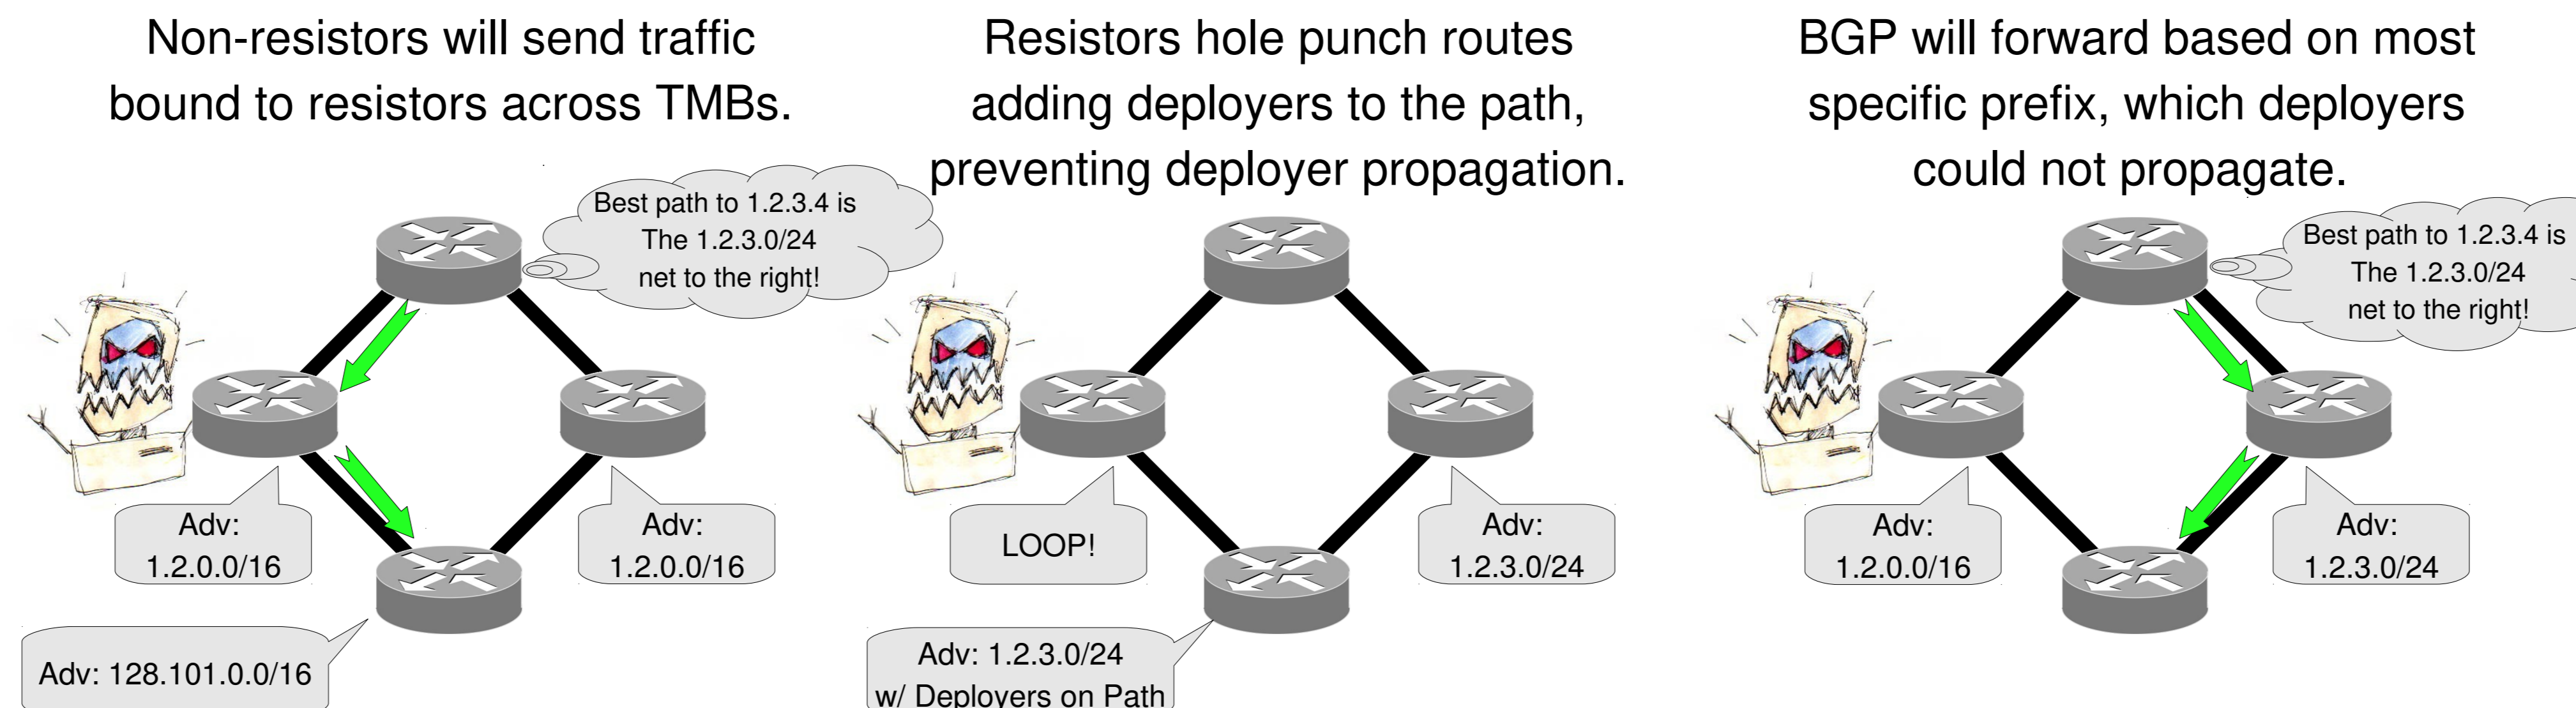 Non-resistors will send traffic
bound to resistors across TMBs.
Best path to 1.2.3.4 is
The 1.2.3.0/24
net to the right!
Adv:
1.2.0.0/16
Adv:
1.2.0.0/16
Adv: 128.101.0.0/16
Resistors hole punch routes
adding deployers to the path,
preventing deployer propagation.
LOOP!
Adv:
1.2.3.0/24
Adv: 1.2.3.0/24
w/ Deployers on Path
BGP will forward based on most
specific prefix, which deployers
could not propagate.
Best path to 1.2.3.4 is
The 1.2.3.0/24
net to the right!
Adv:
1.2.0.0/16
Adv:
1.2.3.0/24